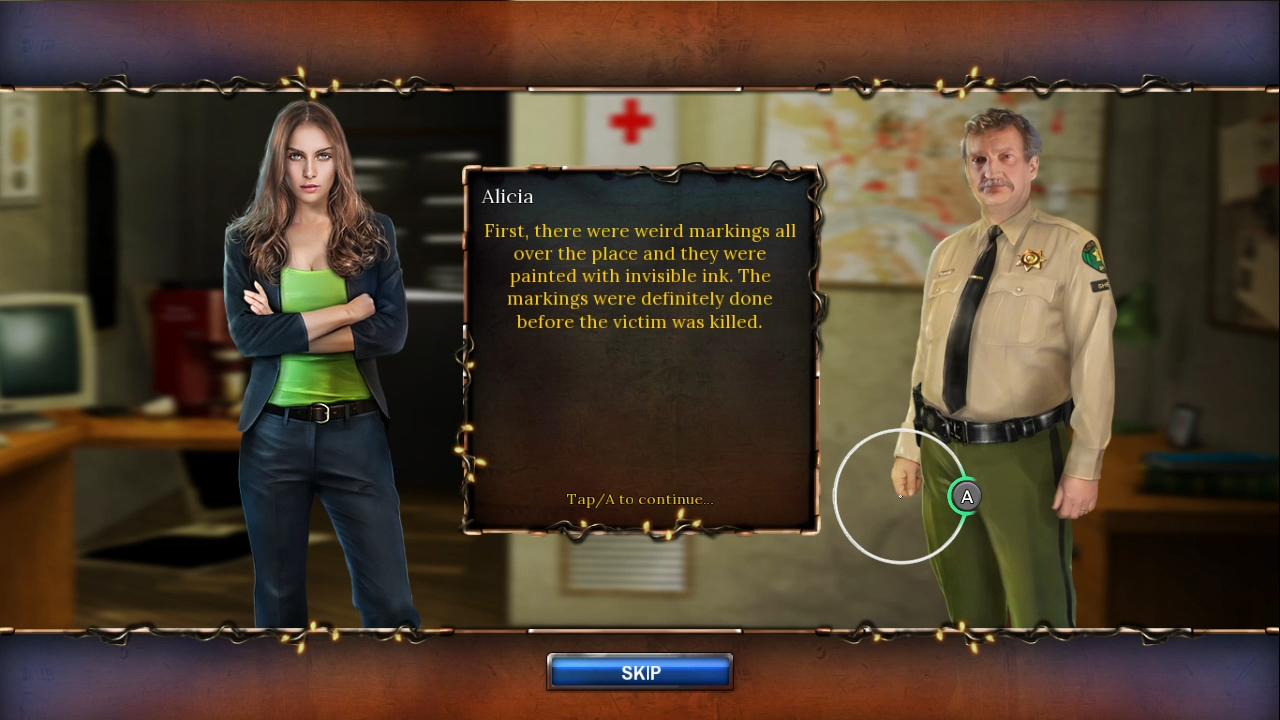 Alicia
First, there were weird markings all
over the place and they were
painted with invisible ink. The
markings were definitely done
before the victim was killed.
Tap/A to continue...
A
SKIP